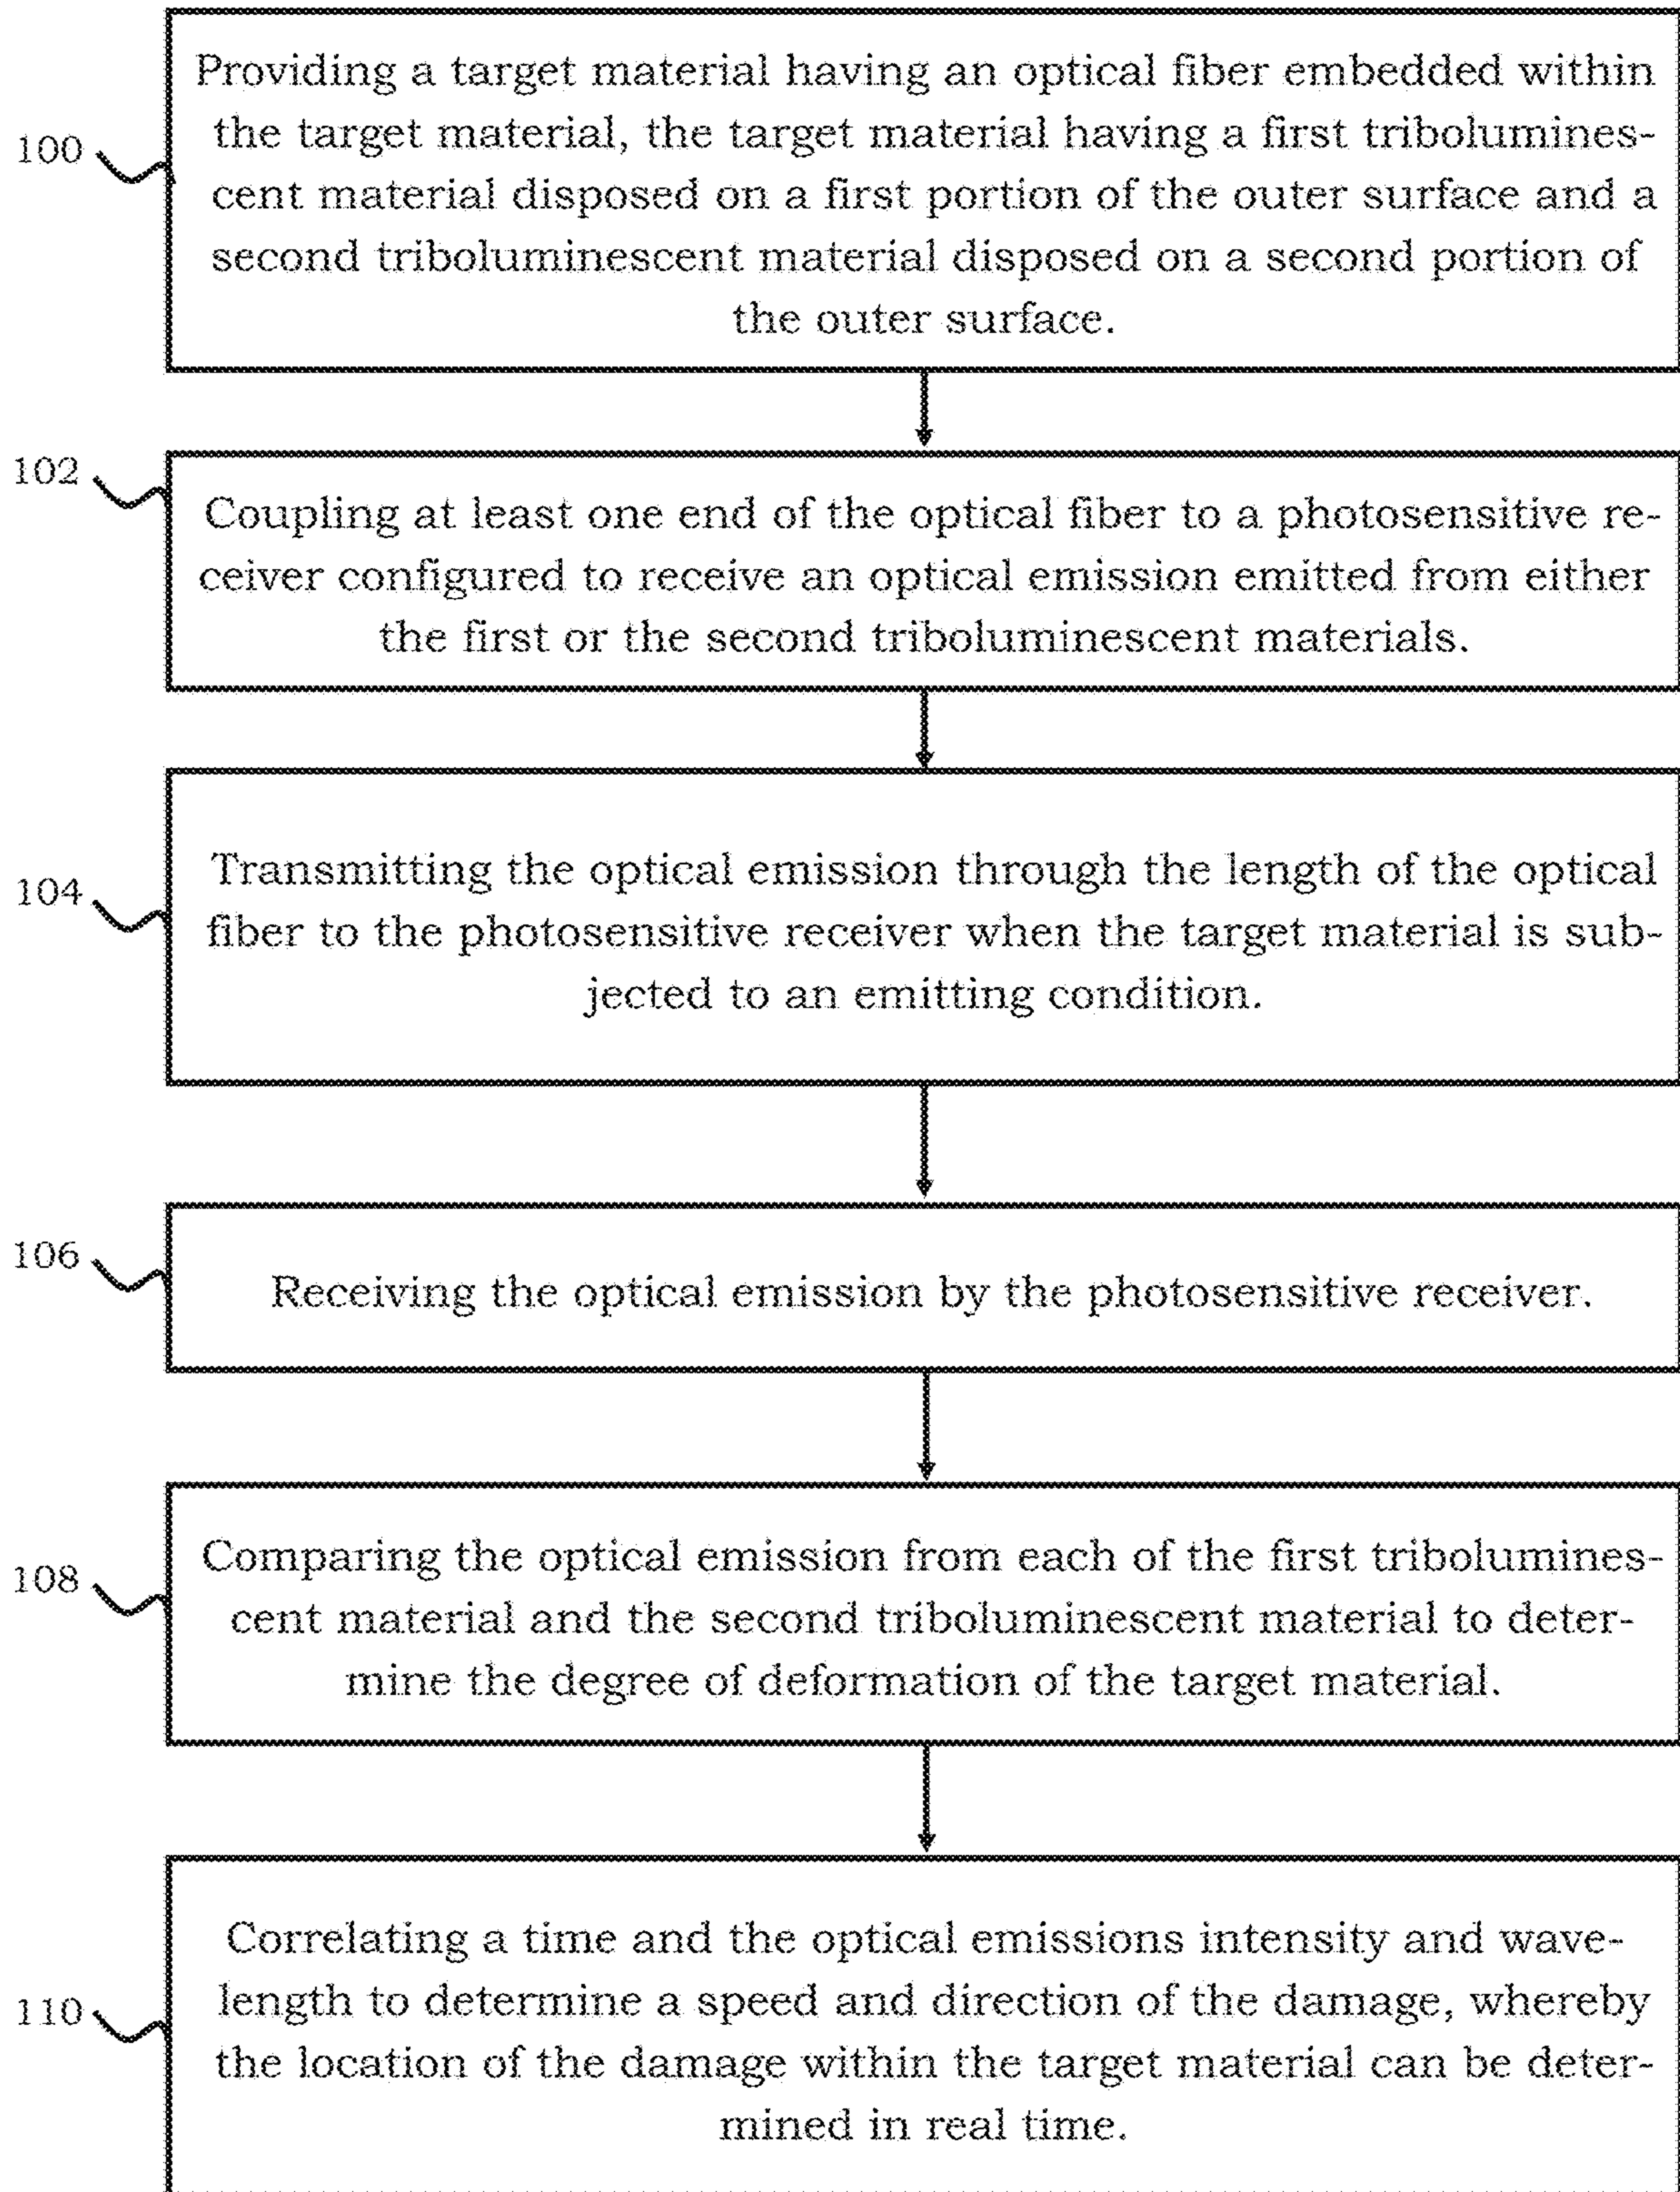 Providing a target material having an optical fiber embedded within
the target material, the target material having a first tribolumines-
100
cent material disposed on a first portion of the outer surface and a
second triboluminescent material disposed on a second portion of
the outer surface.
102
Coupling at least one end of the optical fiber to a photosensitive re-
ceiver configured to receive an optical emission emitted from either
the first or the second triboluminescent materials.
Transmitting the optical emission through the length of the optical
104
fiber to the photosensitive receiver when the target material is sub-
jected to an emitting condition.
106
Receiving the optical emission by the photosensitive receiver.
Comparing the optical emission from each of the first tribolumines-
108
cent material and the second triboluminescent material to deter-
mine the degree of deformation of the target material.
Correlating a time and the optical emissions intensity and wave-
length to determine a speed and direction of the damage, whereby
110
the location of the damage within the target material can be deter-
mined in real time.